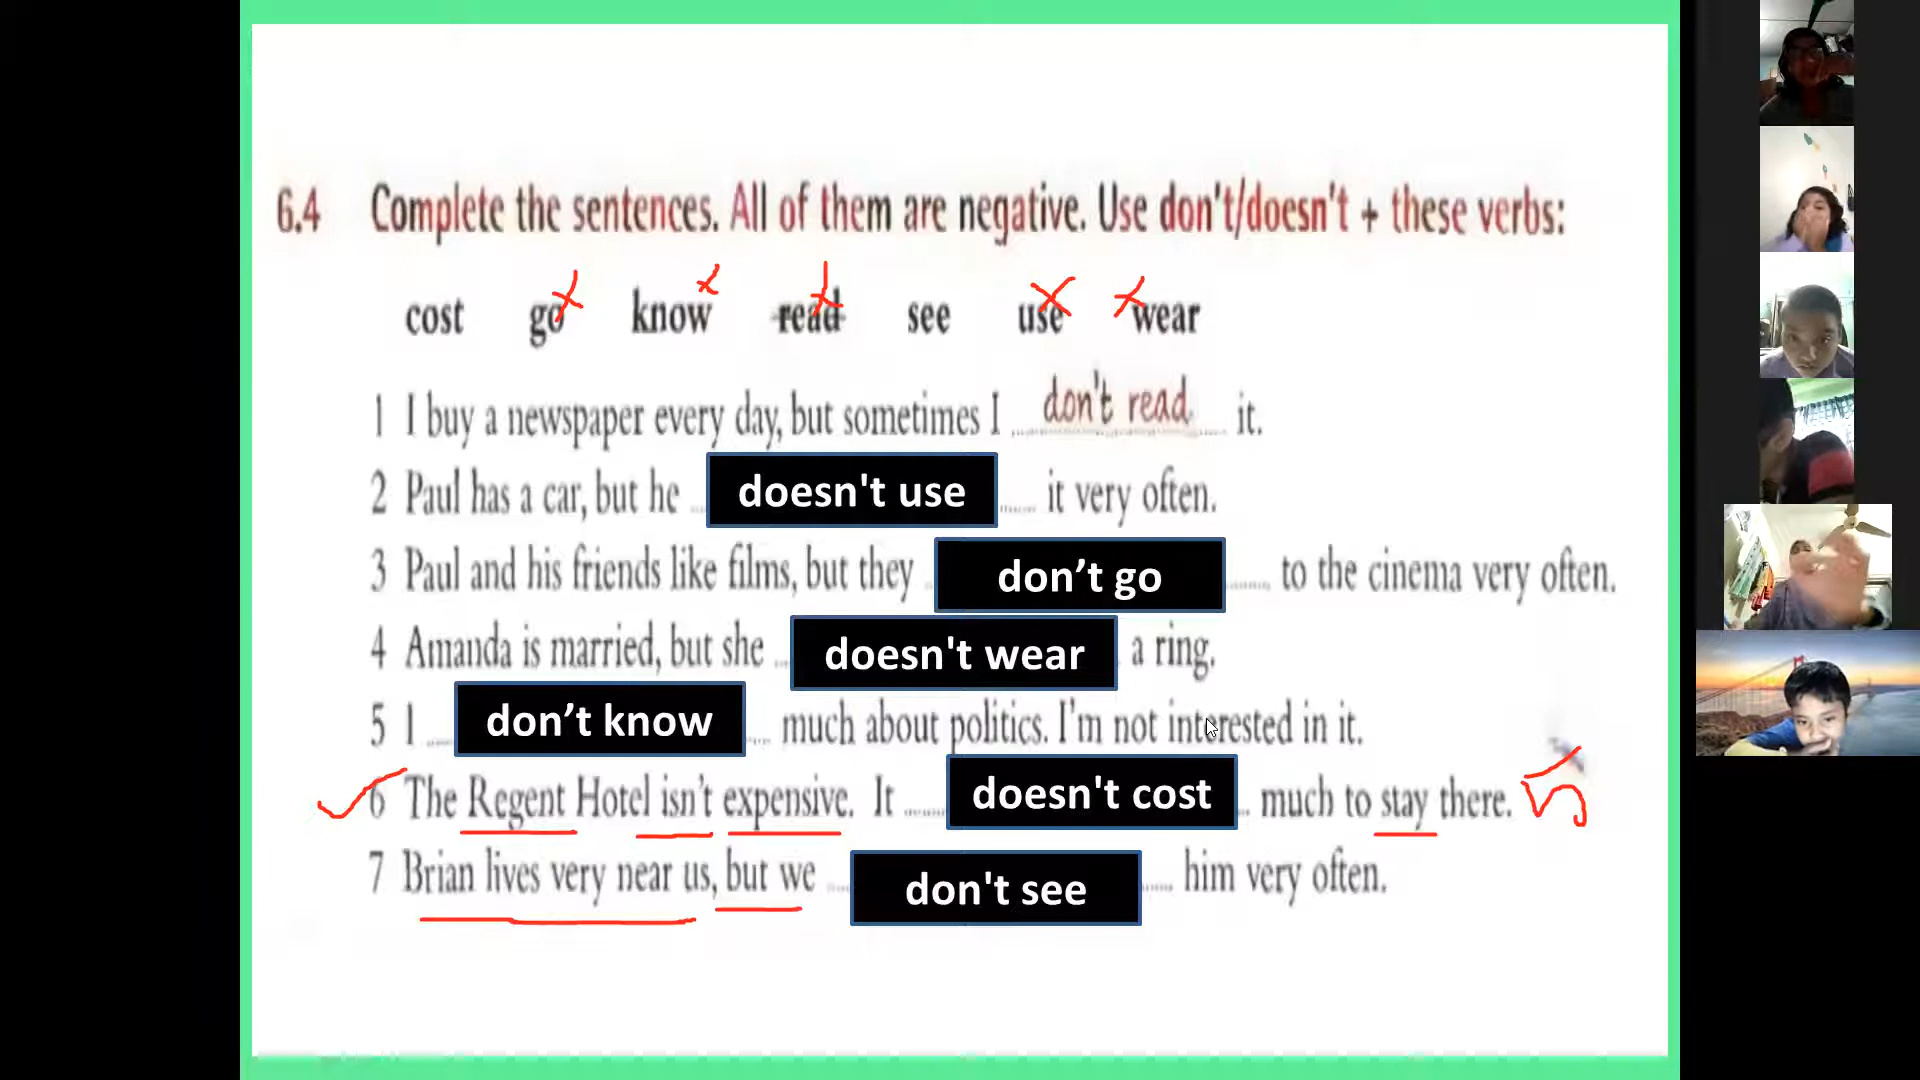 6.4 Complete the sentences. All of them are negative. Use don't/doesn't + these verbs:
cost go know read see use wear
1 I buy a newspaper every day, but sometimes I don't read it.
2 Paul has a car, but he doesn't use it very often.
3 Paul and his friends like films, but they don’t go to the cinema very often.
4 Amanda is married, but she doesn't wear a ring.
5 I don’t know much about politics. I'm not interested in it.
6 The Regent Hotel isn't expensive. It doesn't cost much to stay there.
7 Brian lives very near us, but we don't see him very often.